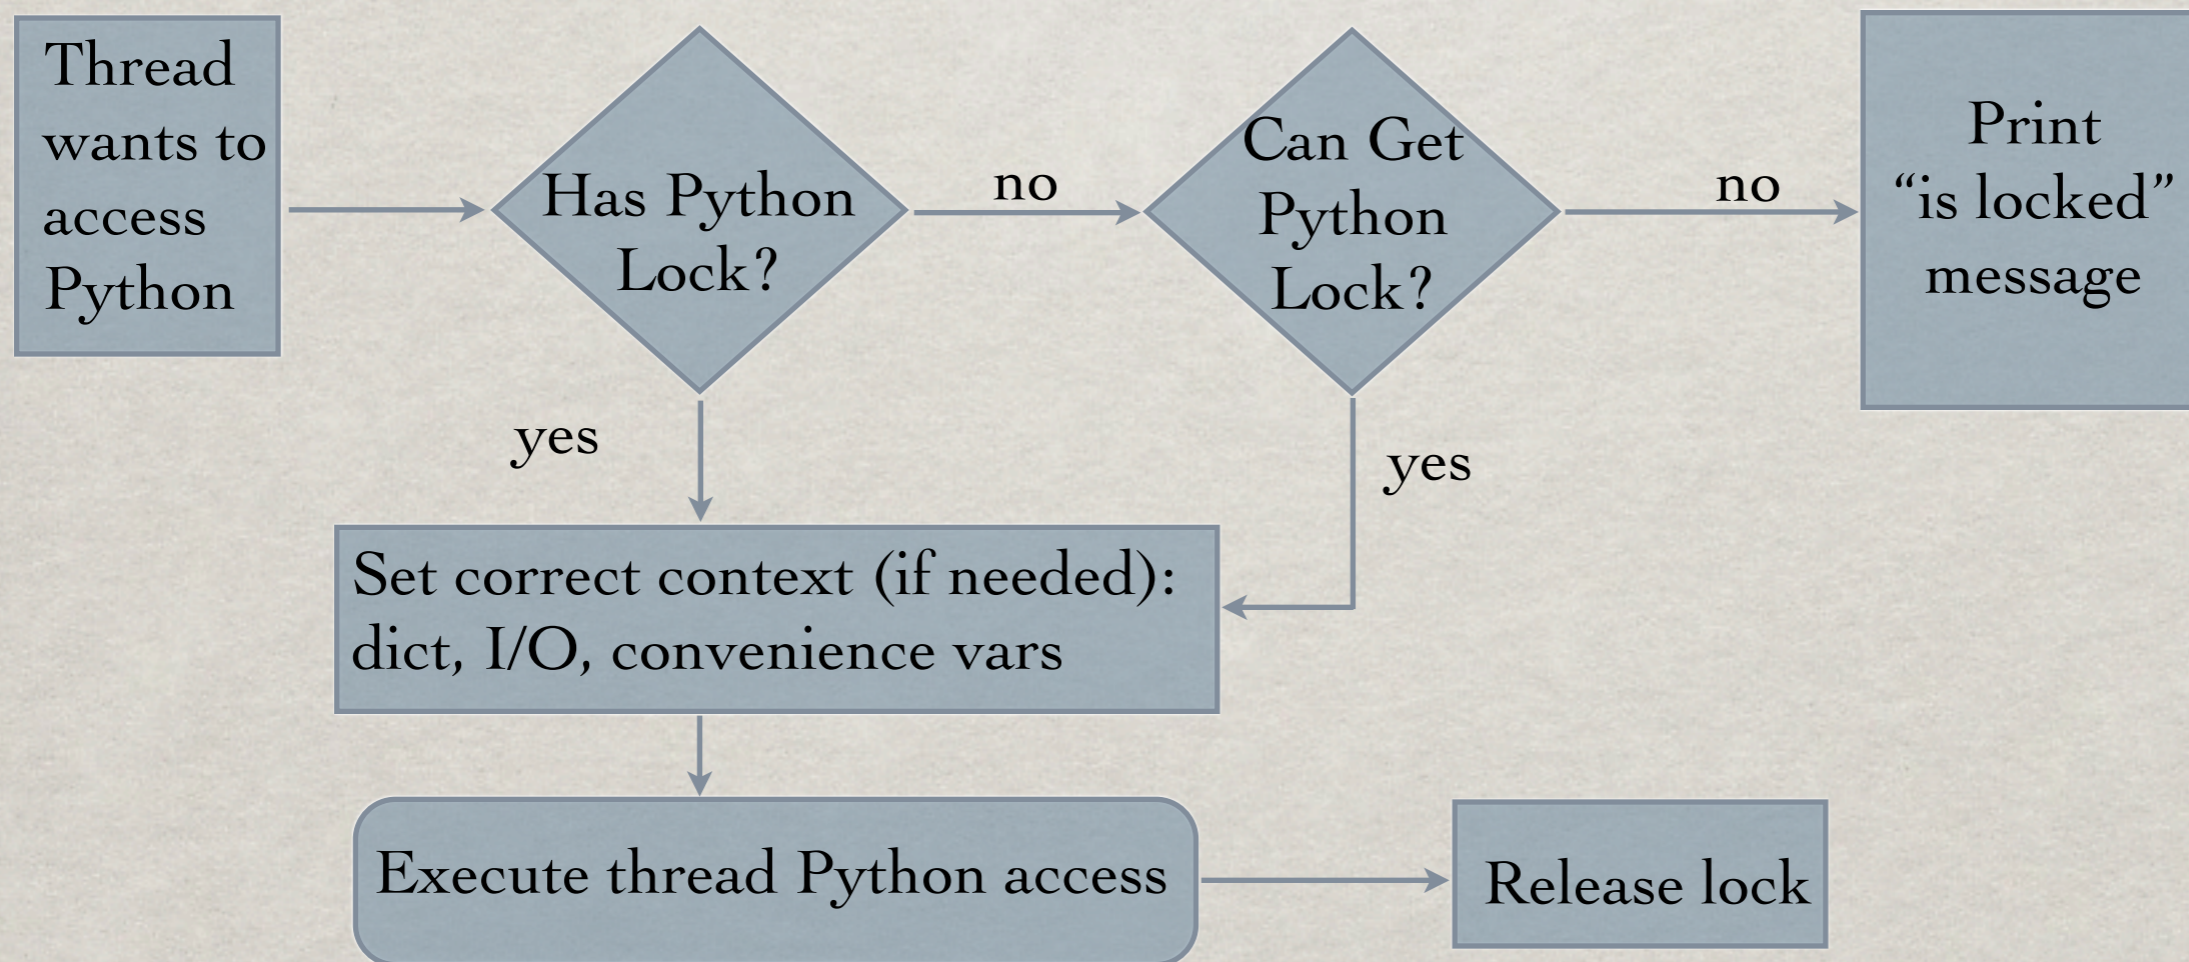 Thread
wants to
access
Python
Has Python
Lock?
no
Can Get
Python
Lock?
no
Print
“is locked”
message
yes
yes
Set correct context (if needed):
dict, I/O, convenience vars
Execute thread Python access
Release lock